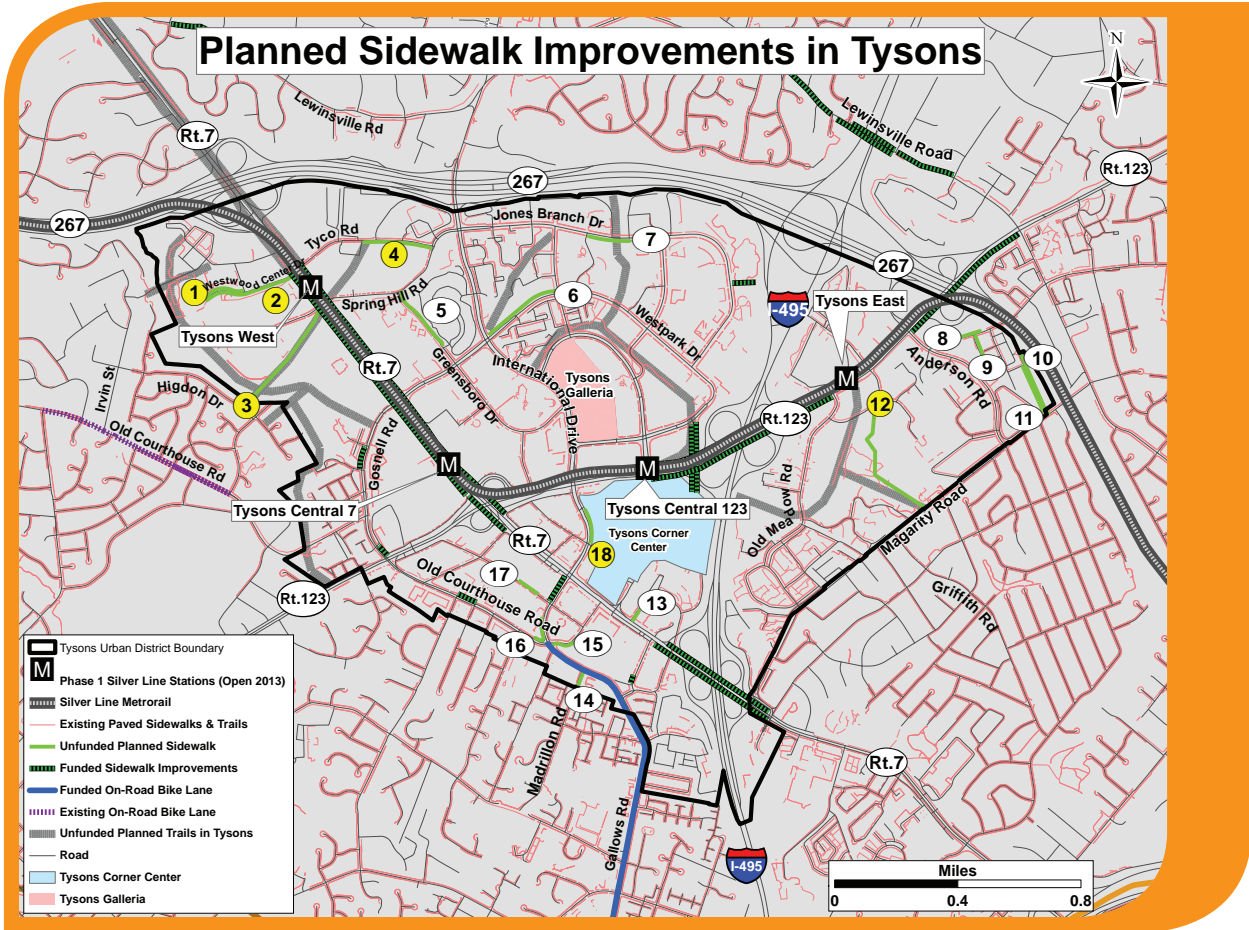 Planned Sidewalk Improvements in Tysons
N
Lewinsville Rd
Rt.7
Lewinsville Road
Rt.123
267
267
Jones Branch Dr
Tyco Rd
7
4
267
Westwood Center Dr
1
2
M
Spring Hill Rd
5
6
I-495
Tysons East
Tysons West
Westpark Dr
8
Anderson Rd
9
10
Rt.7
Greensboro Dr
International Drive
Tysons
Galleria
M
Irvin St
Higdon Dr
3
12
11
Rt.123
Old Courthouse Rd
Gosnell Rd
M
M
Tysons Central 7
Tysons Central 123
Old Meadow Rd
Magarity Road
Rt.7
Tysons Corner
Center
18
17
Old Courthouse Road
Rt.123
13
Griffith Rd
16
15
14
Madrillon Rd
Gallows Rd
Rt.7
I-495
Tysons Urban District Boundary
M
Phase 1 Silver Line Stations (Open 2013)
Silver Line Metrorail
Existing Paved Sidewalks & Trails
Unfunded Planned Sidewalk
Funded Sidewalk Improvements
Funded On-Road Bike Lane
Existing On-Road Bike Lane
Unfunded Planned Trails in Tysons
Road
Tysons Corner Center
Tysons Galleria
Miles
0 0.4 0.8